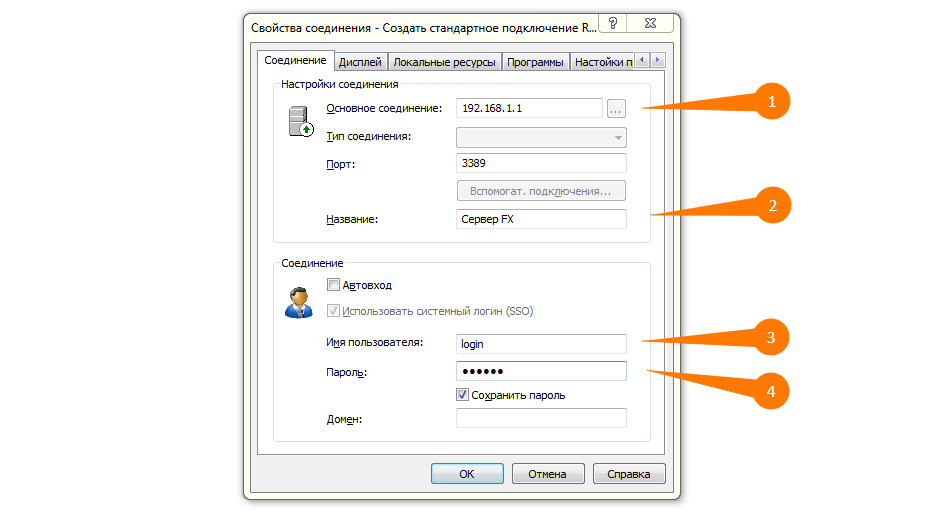 Свойства соединения - Создать стандартное подключение R...
?
Соединение Дисплей Локальные ресурсы Программы Настойки п
Настройки соединения
Основное соединение: 192.168.1.1 ...
1
Тип соединения:
Порт: 3389
Вспомогат. подключения...
2
Название: Сервер FX
Соединение
Автовход
Использовать системный логин (SSO)
Имя пользователя: login
3
Пароль: ••••••
4
Сохранить пароль
Домен:
ОК Отмена Справка